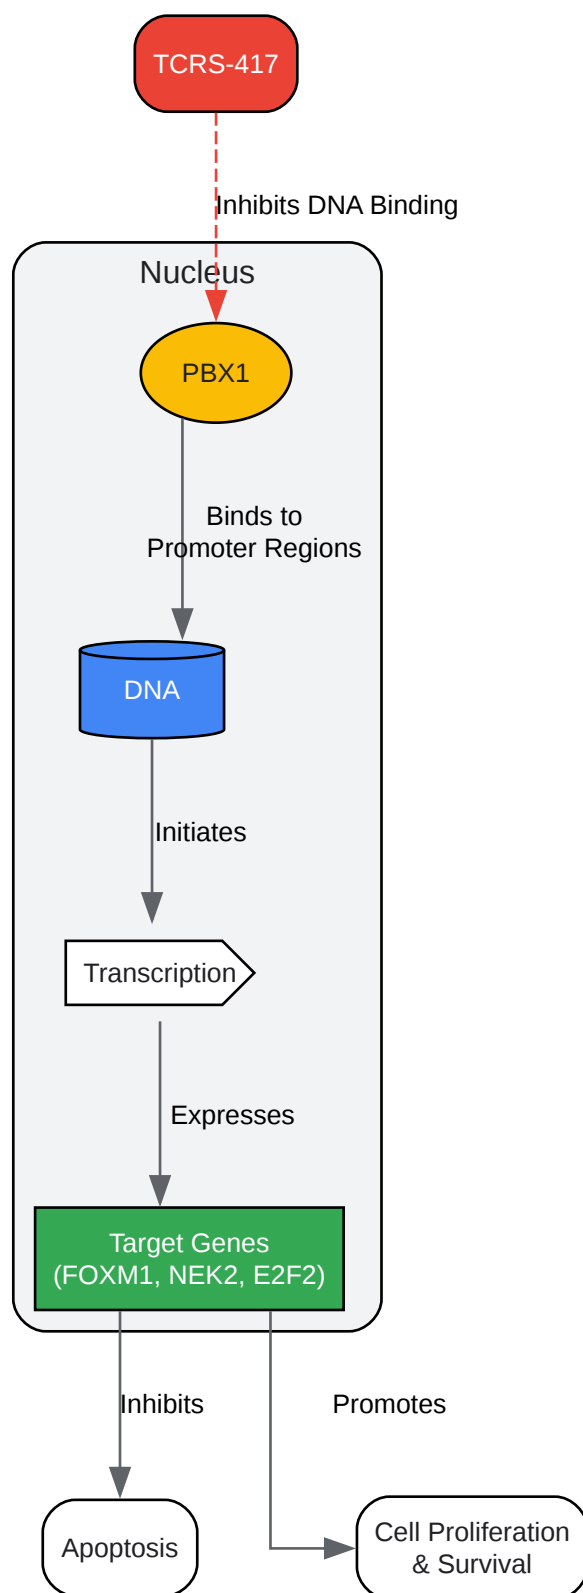 TCRS-417
Inhibits DNA Binding
Nucleus
PBX1
Binds to
Promoter Regions
DNA
Initiates
Transcription
Expresses
Target Genes
(FOXM1, NEK2, E2F2)
Inhibits
Promotes
Apoptosis
Cell Proliferation
& Survival